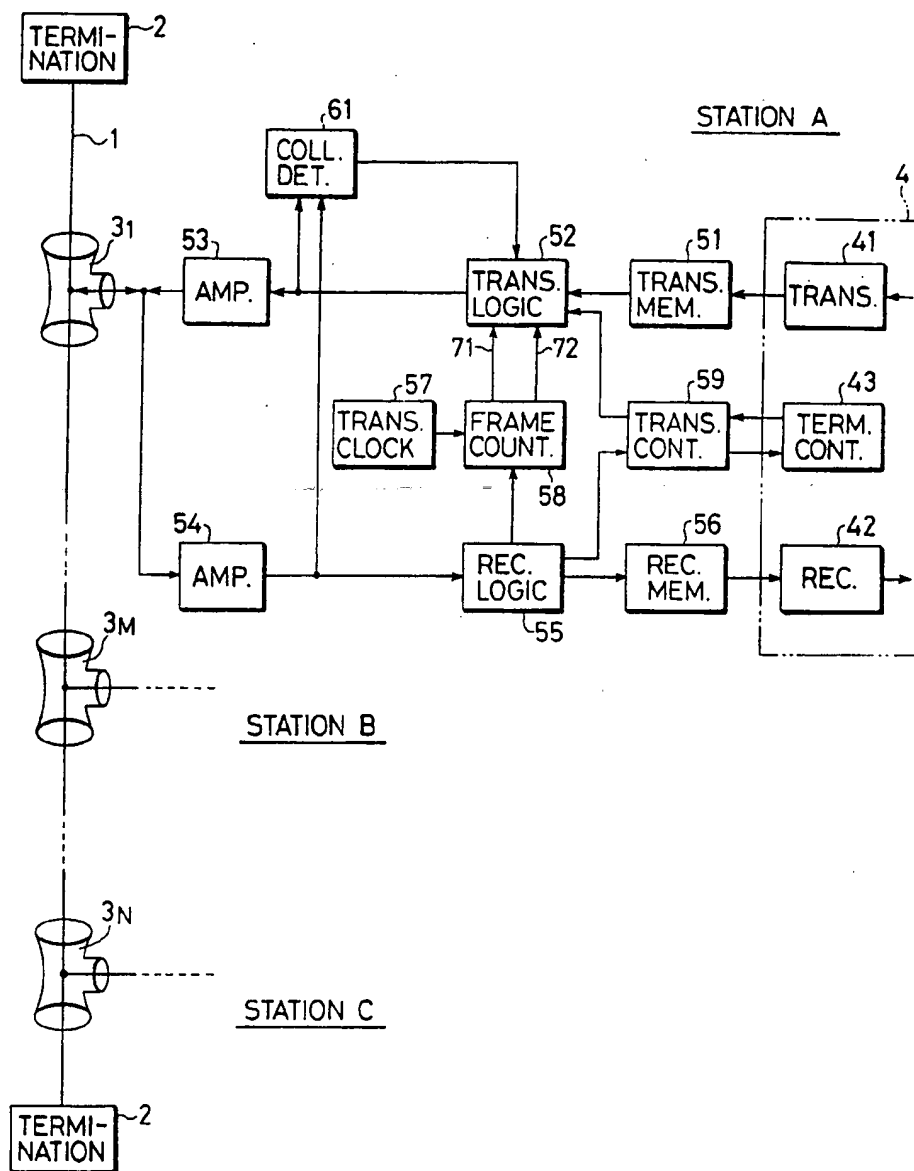 TERMI-
NATION
2
1
61
COLL.
DET.
STATION A
4
3₁
53
AMP.
52
TRANS.
LOGIC
51
TRANS.
MEM.
41
TRANS.
71
72
57
TRANS.
CLOCK
FRAME
COUNT.
58
59
TRANS.
CONT.
43
TERM.
CONT.
54
AMP.
REC.
LOGIC
55
56
REC.
MEM.
42
REC.
3M
STATION B
3N
STATION C
TERMI-
NATION
2